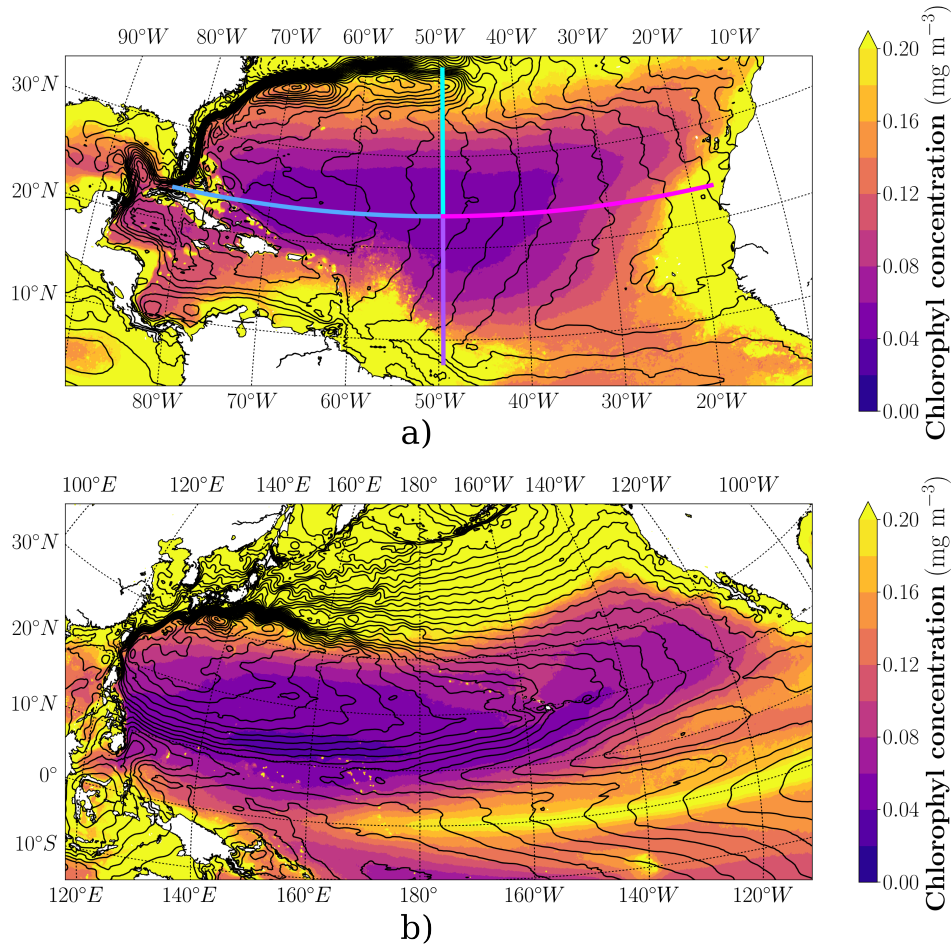 90°W 80°W 70°W 60°W 50°W 40°W 30°W 20°W 10°W
30°N
20°N
10°N
80°W 70°W 60°W 50°W 40°W 30°W 20°W
a)
0.20
0.16
0.12
0.08
0.04
0.00
Chlorophyl concentration (mg m⁻³)
100°E 120°E 140°E 160°E 180° 160°W 140°W 120°W 100°W
30°N
20°N
10°N
0°
10°S
120°E 140°E 160°E 180° 160°W 140°W 120°W
b)
0.20
0.16
0.12
0.08
0.04
0.00
Chlorophyl concentration (mg m⁻³)